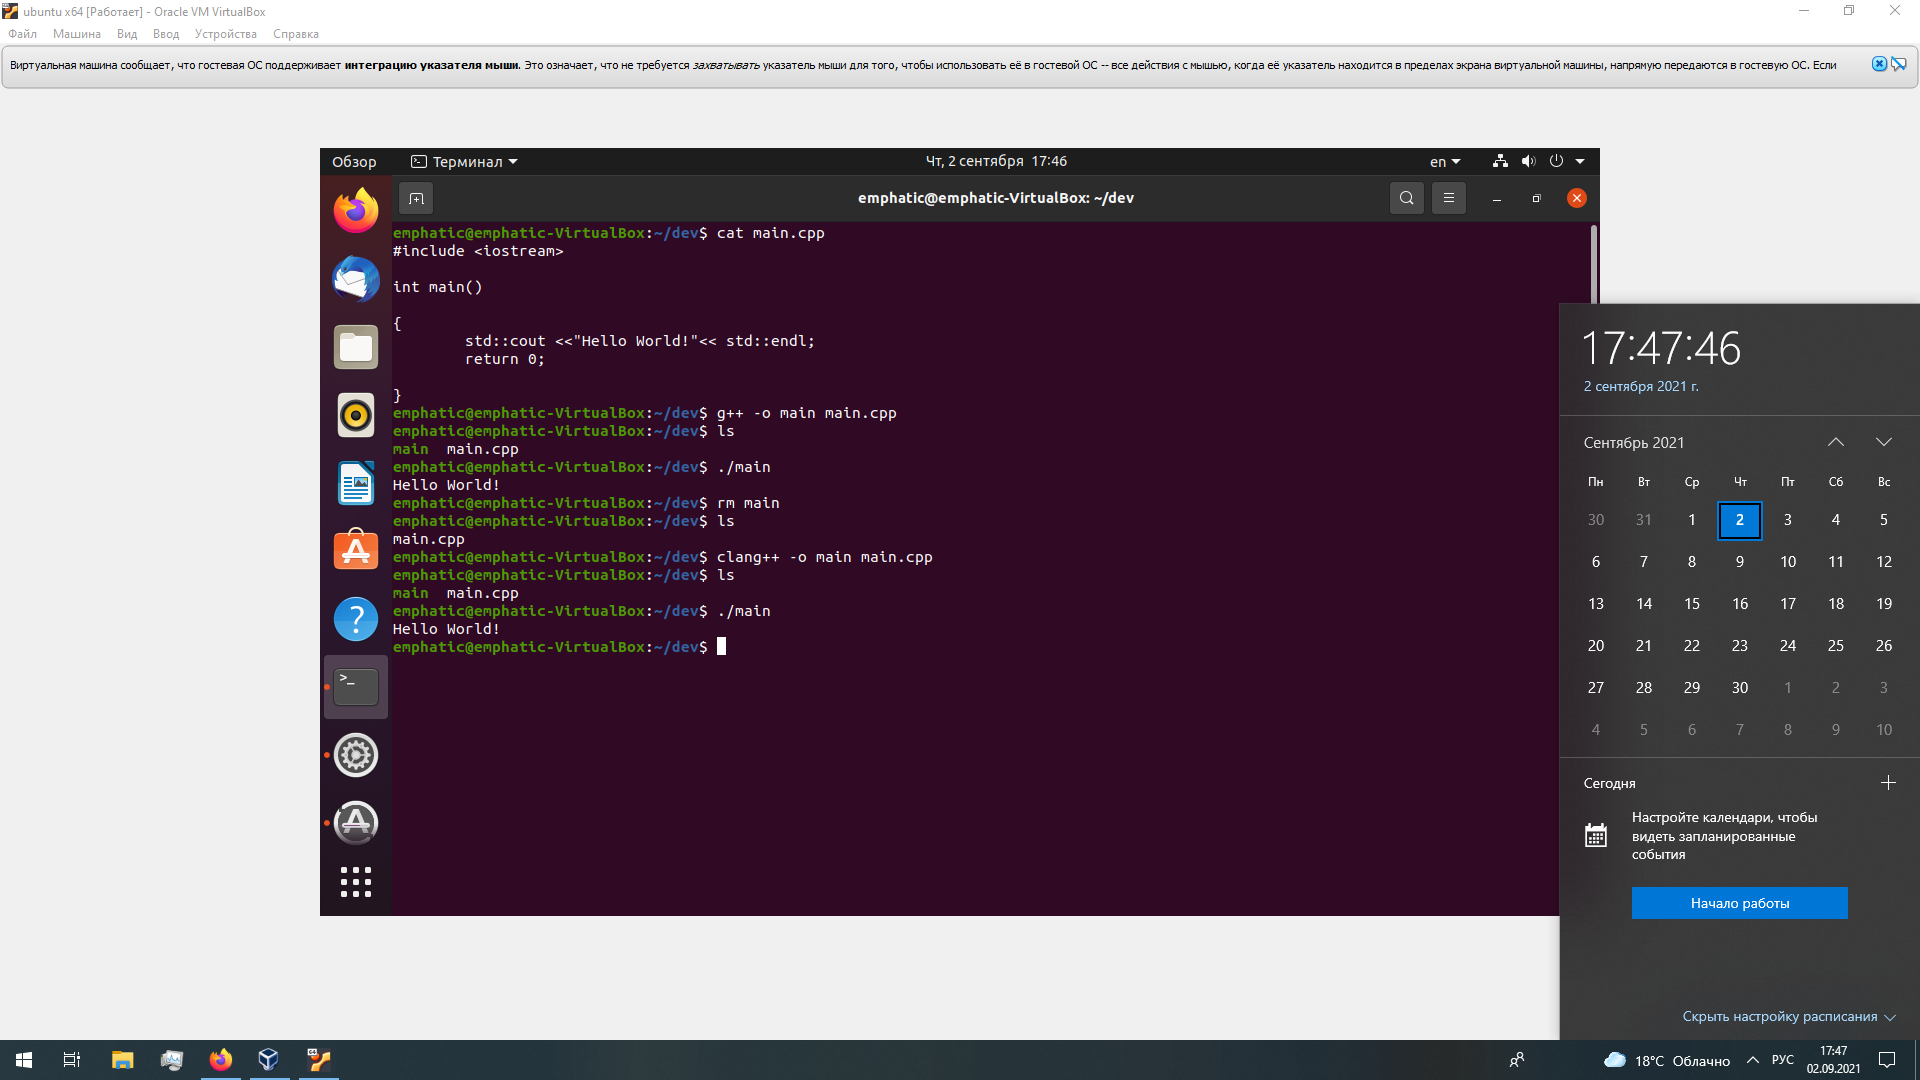 ubuntu x64 [Работает] - Oracle VM VirtualBox
Файл Машина Вид Ввод Устройства Справка
Виртуальная машина сообщает, что гостевая ОС поддерживает интеграцию указателя мыши. Это означает, что не требуется захватывать указатель мыши для того, чтобы использовать её в гостевой ОС -- все действия с мышью, когда её указатель находится в пределах экрана виртуальной машины, напрямую передаются в гостевую ОС. Если
Обзор Терминал Чт, 2 сентября 17:46 en
emphatic@emphatic-VirtualBox: ~/dev
emphatic@emphatic-VirtualBox:~/dev$ cat main.cpp
#include <iostream>
int main()
{
std::cout <<"Hello World!"<< std::endl;
return 0;
}
emphatic@emphatic-VirtualBox:~/dev$ g++ -o main main.cpp
emphatic@emphatic-VirtualBox:~/dev$ ls
main main.cpp
emphatic@emphatic-VirtualBox:~/dev$ ./main
Hello World!
emphatic@emphatic-VirtualBox:~/dev$ rm main
emphatic@emphatic-VirtualBox:~/dev$ ls
main.cpp
emphatic@emphatic-VirtualBox:~/dev$ clang++ -o main main.cpp
emphatic@emphatic-VirtualBox:~/dev$ ls
main main.cpp
emphatic@emphatic-VirtualBox:~/dev$ ./main
Hello World!
emphatic@emphatic-VirtualBox:~/dev$
17:47:46
2 сентября 2021 г.
Сентябрь 2021
Пн Вт Ср Чт Пт Сб Вс
30 31 1 2 3 4 5
6 7 8 9 10 11 12
13 14 15 16 17 18 19
20 21 22 23 24 25 26
27 28 29 30 1 2 3
4 5 6 7 8 9 10
Сегодня
Настройте календари, чтобы
видеть запланированные
события
Начало работы
Скрыть настройку расписания
64
18°C Облачно РУС 17:47
02.09.2021